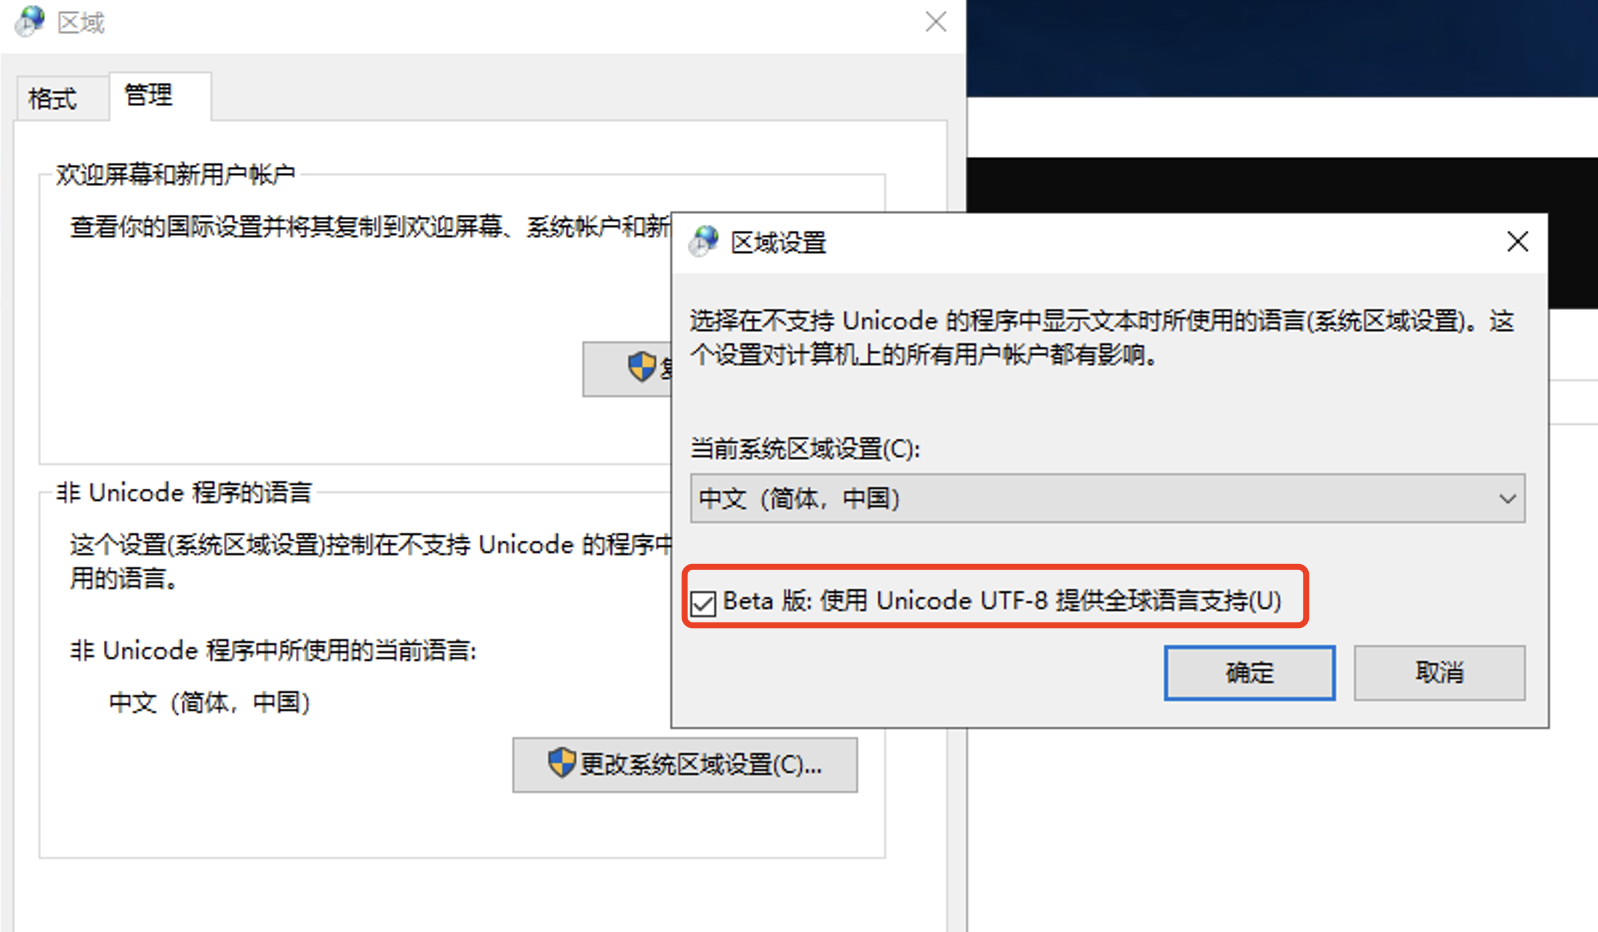 区域
格式
管理
欢迎屏幕和新用户帐户
查看你的国际设置并将其复制到欢迎屏幕、系统帐户和新
非 Unicode 程序的语言
这个设置(系统区域设置)控制在不支持 Unicode 的程序中
用的语言。
非 Unicode 程序中所使用的当前语言:
中文（简体，中国）
更改系统区域设置(C)...
区域设置
选择在不支持 Unicode 的程序中显示文本时所使用的语言(系统区域设置)。这
个设置对计算机上的所有用户帐户都有影响。
当前系统区域设置(C):
中文（简体，中国）
Beta 版: 使用 Unicode UTF-8 提供全球语言支持(U)
确定
取消